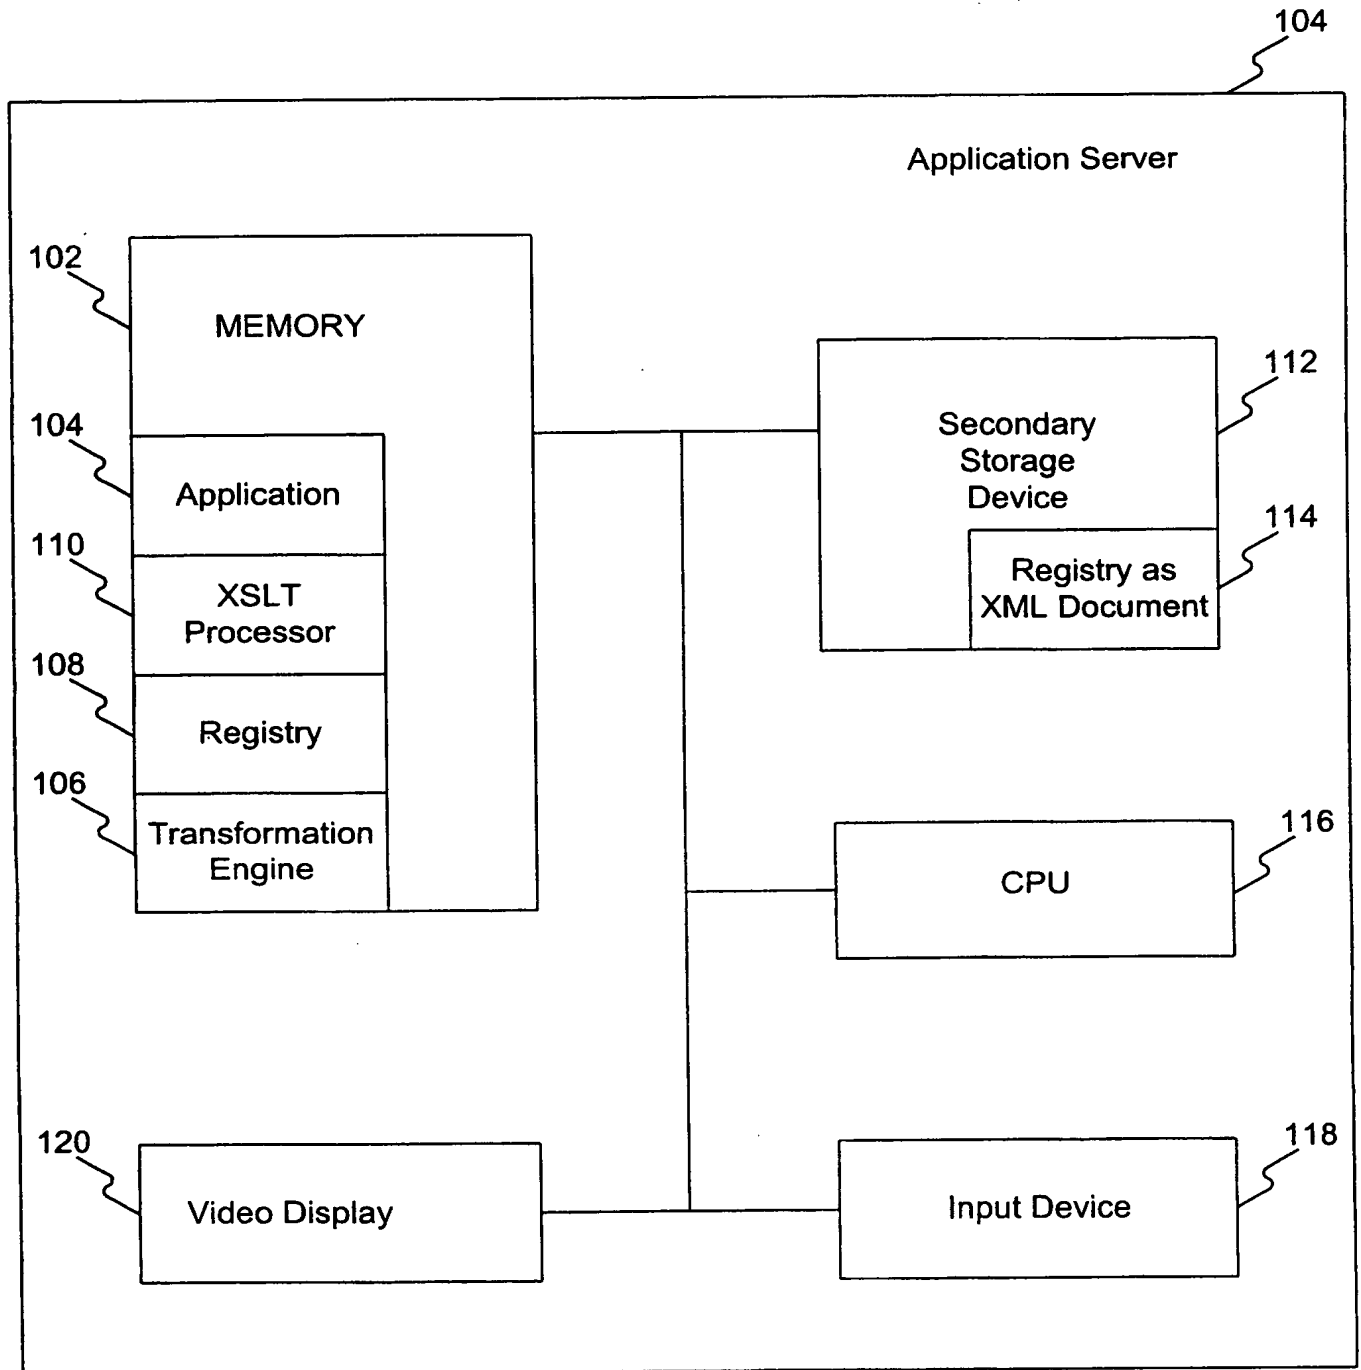 104
Application Server
102
MEMORY
112
Secondary
Storage
Device
104
Application
114
Registry as
XML Document
110
XSLT
Processor
108
Registry
106
Transformation
Engine
116
CPU
120
Video Display
118
Input Device